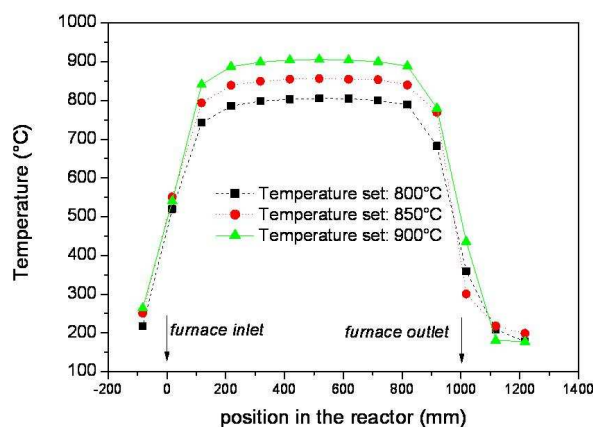 1000
900
800
700
600
500
400
300
200
100
Temperature (°C)
Temperature set: 800°C
Temperature set: 850°C
Temperature set: 900°C
furnace inlet
furnace outlet
-200
0
200
400
600
800
1000
1200
1400
position in the reactor (mm)